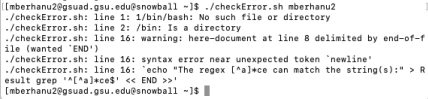 [mberhanu2@gsuad.gsu.edu@snowball ~]$ ./checkError.sh mberhanu2
./checkError.sh: line 1: 1/bin/bash: No such file or directory
./checkError.sh: line 2: /bin: Is a directory
./checkError.sh: line 16: warning: here-document at line 8 delimited by end-of-f
ile (wanted `END')
./checkError.sh: line 16: syntax error near unexpected token `newline'
./checkError.sh: line 16: `echo "The regex [^a]*ce can match the string(s):" > R
esult grep '^[^a]*ce$' << END >>'
[mberhanu2@gsuad.gsu.edu@snowball ~]$